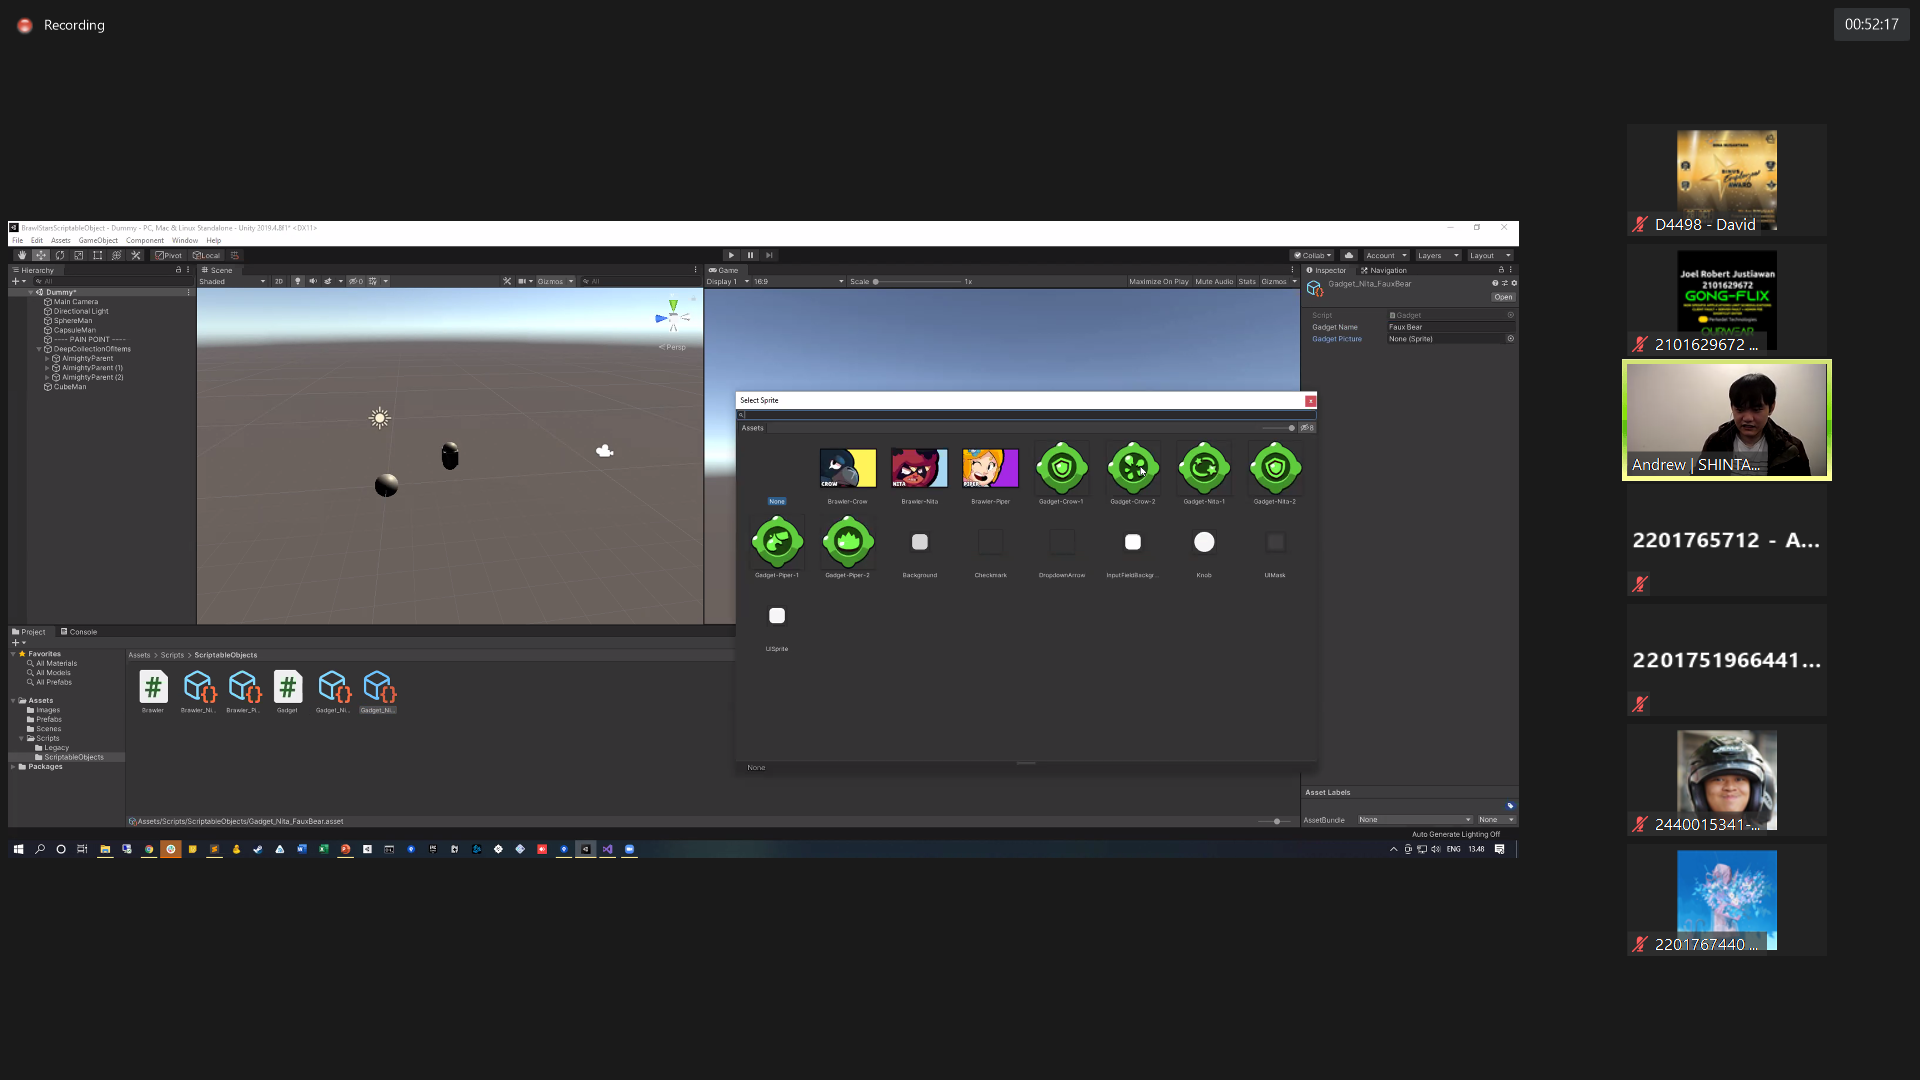 Recording
00:52:17
BrawlStarsScriptableObject - Dummy - PC, Mac & Linux Standalone - Unity 2019.4.8f1* <DX11>
File Edit Assets GameObject Component Window Help
Pivot Local
Collab Account Layers Layout
Hierarchy
Scene
Game
Inspector Navigation
All
Shaded 2D 0 Gizmos All
Display 1 16:9 Scale 1x Maximize On Play Mute Audio Stats Gizmos
Dummy*
Main Camera
Directional Light
SphereMan
CapsuleMan
---- PAIN POINT ----
DeepCollectionOfItems
AlmightyParent
AlmightyParent (1)
AlmightyParent (2)
CubeMan
< Persp
Gadget_Nita_FauxBear
Open
Script Gadget
Gadget Name Faux Bear
Gadget Picture None (Sprite)
Select Sprite
Assets
8
CROW
NITA
PIPER
None Brawler-Crow Brawler-Nita Brawler-Piper Gadget-Crow-1 Gadget-Crow-2 Gadget-Nita-1 Gadget-Nita-2
Gadget-Piper-1 Gadget-Piper-2 Background Checkmark DropdownArrow InputFieldBackgr... Knob UIMask
UISprite
None
Project Console
Favorites
All Materials
All Models
All Prefabs
Assets
Images
Prefabs
Scenes
Scripts
Legacy
ScriptableObjects
Packages
Assets > Scripts > ScriptableObjects
Brawler Brawler_Ni... Brawler_Pi... Gadget Gadget_Ni... Gadget_Ni...
Assets/Scripts/ScriptableObjects/Gadget_Nita_FauxBear.asset
Asset Labels
AssetBundle None None
Auto Generate Lighting Off
ENG 13.48
BINUS
Employee
AWARD
D4498 - David
Joel Robert Justiawan
2101629672
GONG-FLIX
2101629672 ...
Andrew | SHINTA...
2201765712 - A...
2201751966441...
2440015341-...
2201767440 ...